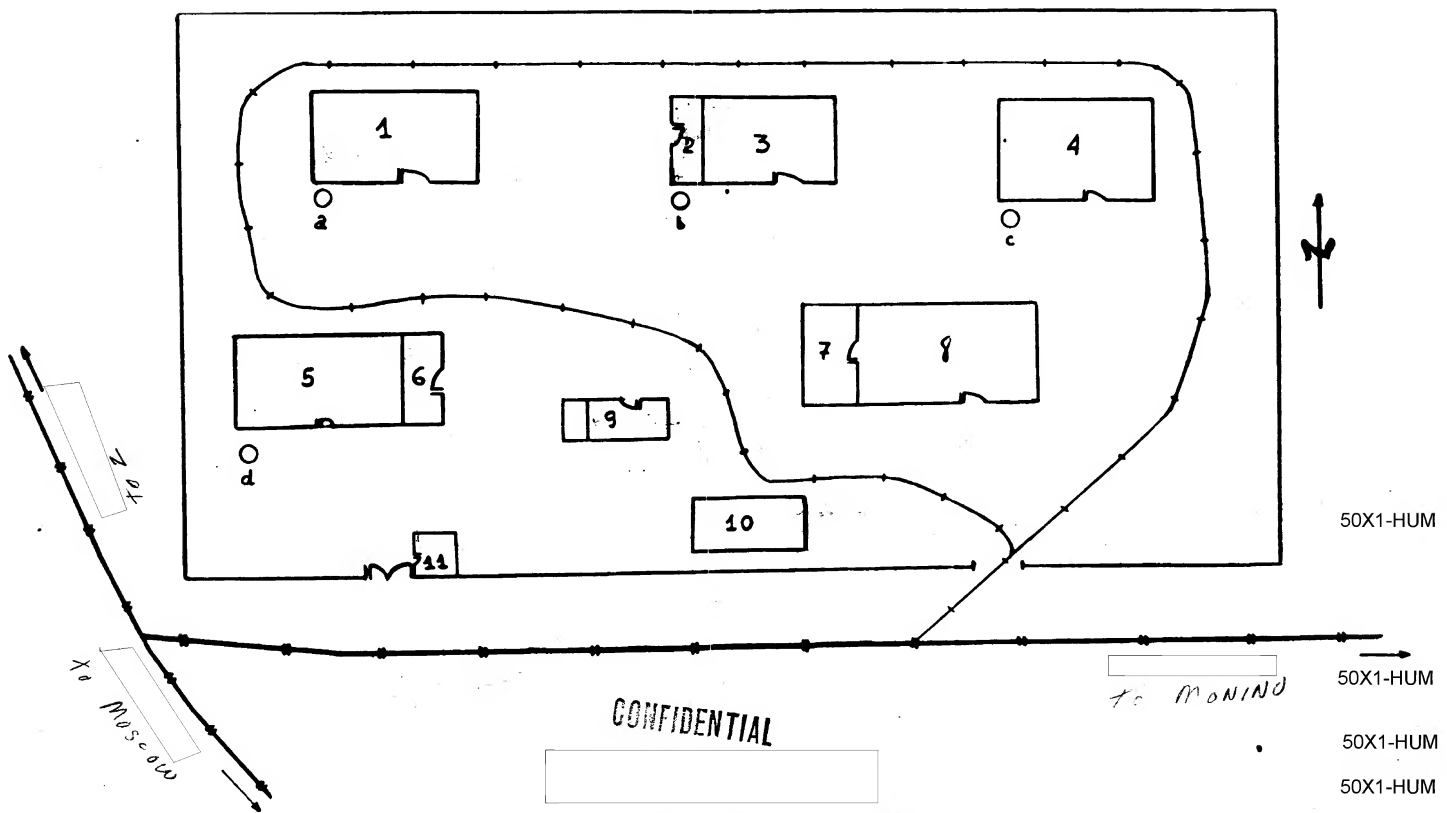 1
2
3
4
a
b
c
N
5
6
7
8
9
d
to Z
10
11
50X1-HUM
to MOSCOW
to MONINO
50X1-HUM
CONFIDENTIAL
50X1-HUM
50X1-HUM